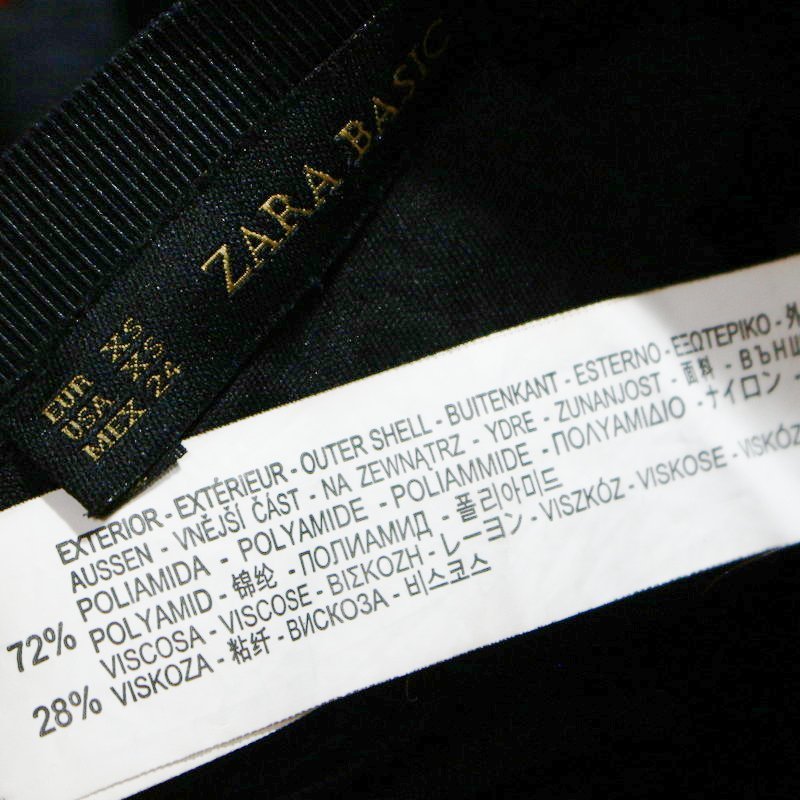 ZARA BASIC
EUR XS
USA XS
MEX 24
EXTERIOR - EXTÉRIEUR - OUTER SHELL - BUITENKANT - ESTERNO - ΕΞΩΤΕΡΙΚΟ - 外
AUSSEN - VNĚJŠÍ ČÁST - NA ZEWNĄTRZ - YDRE - ZUNANJOST - 面料 - ВЪНШ
POLIAMIDA - POLYAMIDE - POLIAMMIDE - ΠΟΛΥΑΜΙΔΙΟ - ナイロン -
72% POLYAMID - 锦纶 - ПОЛИАМИД - 폴리아미드
VISCOSA - VISCOSE - ΒΙΣΚΟΖΗ - レーヨン - VISZKÓZ - VISKOSE - VISKÓZ
28% VISKOZA - 粘纤 - ВИСКОЗА - 비스코스